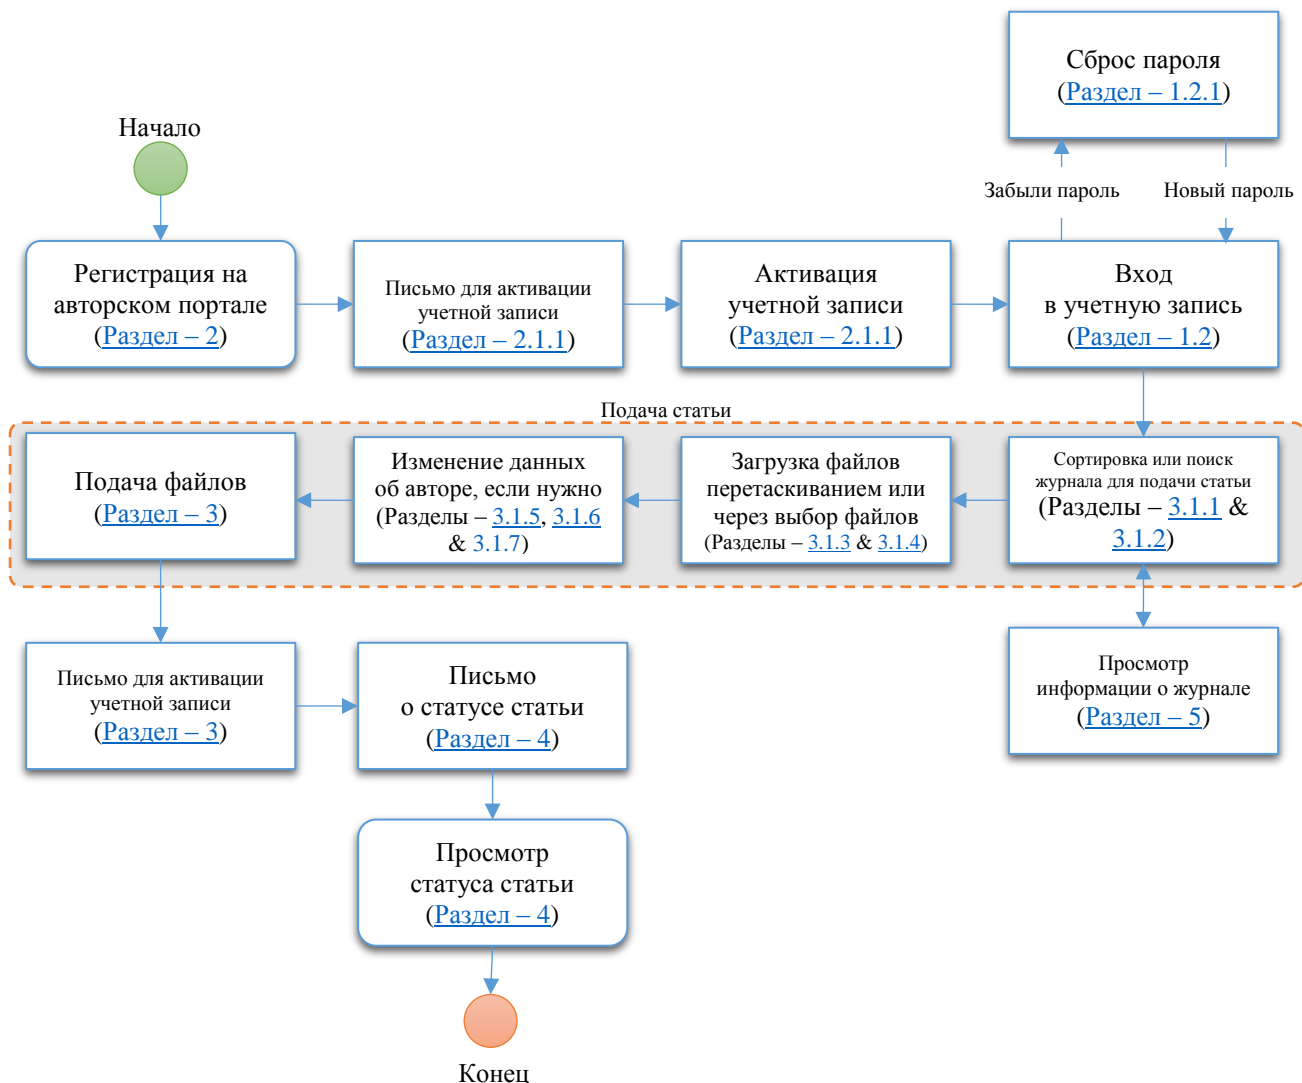 Сброс пароля
(Раздел – 1.2.1)
Начало
Забыли пароль
Новый пароль
Регистрация на
авторском портале
(Раздел – 2)
Письмо для активации
учетной записи
(Раздел – 2.1.1)
Активация
учетной записи
(Раздел – 2.1.1)
Вход
в учетную запись
(Раздел – 1.2)
Подача статьи
Подача файлов
(Раздел – 3)
Изменение данных
об авторе, если нужно
(Разделы – 3.1.5, 3.1.6
& 3.1.7)
Загрузка файлов
перетаскиванием или
через выбор файлов
(Разделы – 3.1.3 & 3.1.4)
Сортировка или поиск
журнала для подачи статьи
(Разделы – 3.1.1 &
3.1.2)
Письмо для активации
учетной записи
(Раздел – 3)
Письмо
о статусе статьи
(Раздел – 4)
Просмотр
информации о журнале
(Раздел – 5)
Просмотр
статуса статьи
(Раздел – 4)
Конец